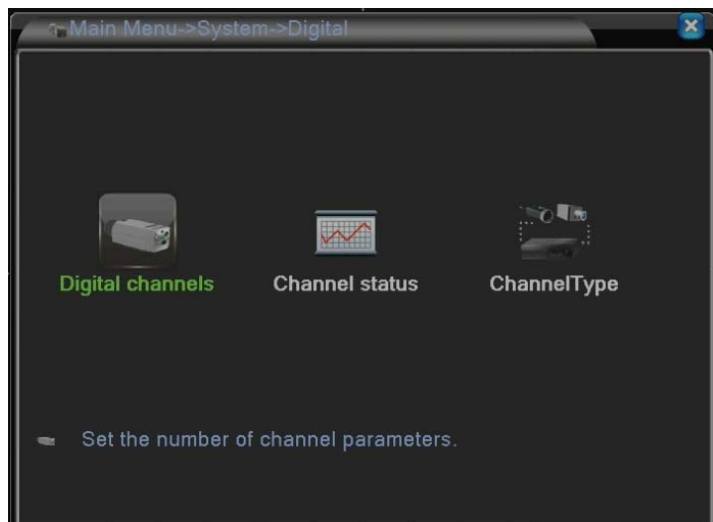 Main Menu->System->Digital
Digital channels
Channel status
ChannelType
Set the number of channel parameters.